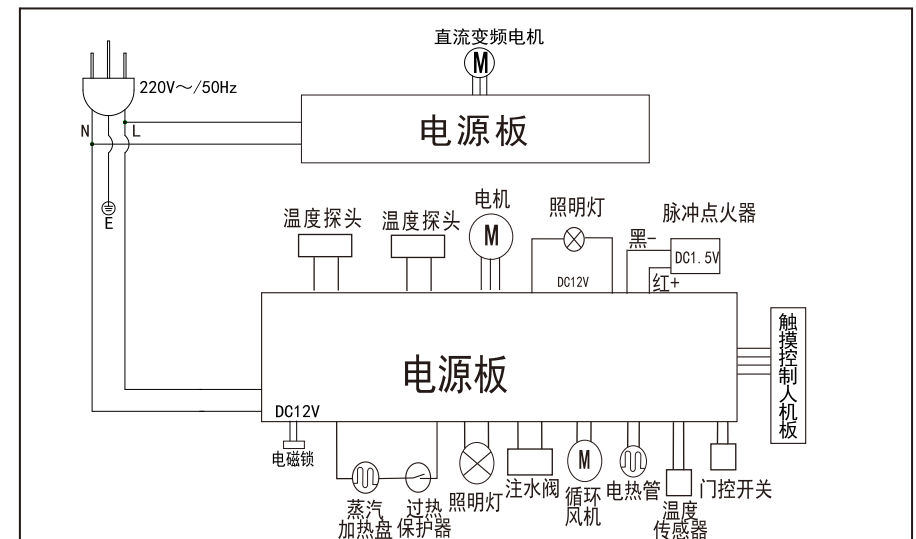 直流变频电机
M
220V～/50Hz
N
L
电源板
E
温度探头
温度探头
电机
M
照明灯
DC12V
脉冲点火器
黑-
DC1.5V
红+
电源板
触摸控制人机板
DC12V
电磁锁
蒸汽
加热盘
过热
保护器
照明灯
注水阀
M
循环
风机
电热管
温度
传感器
门控开关